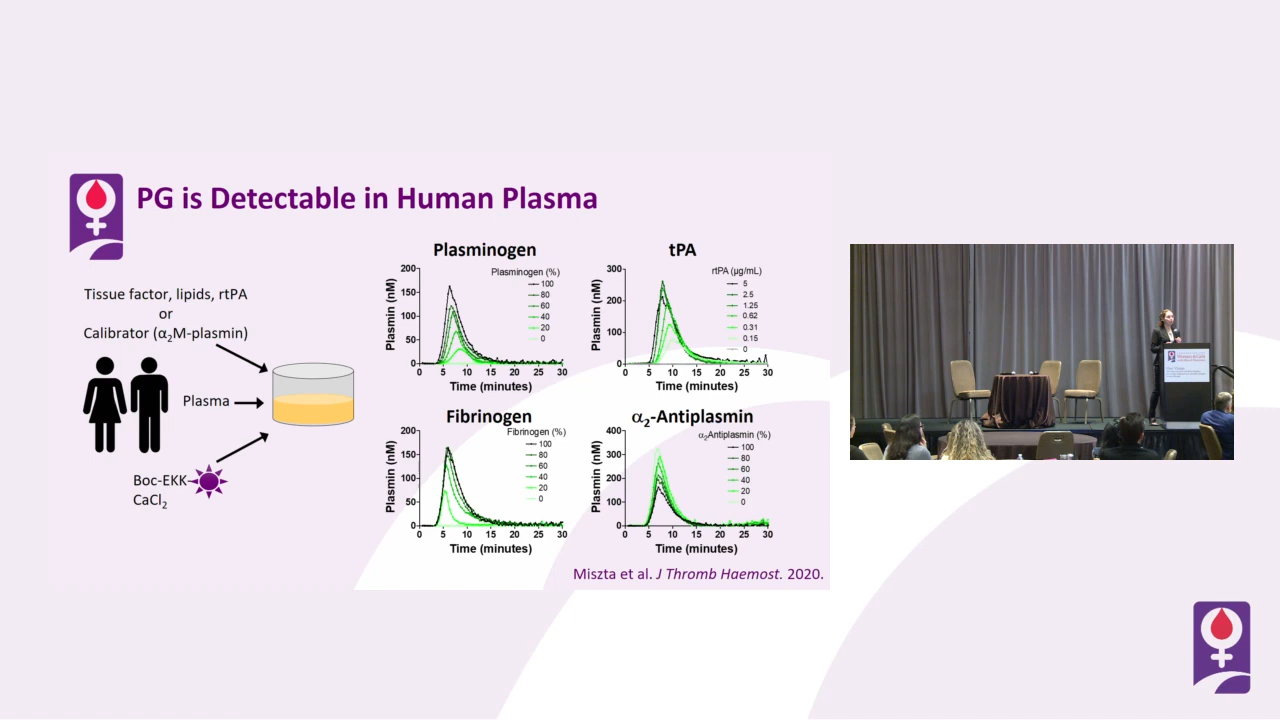 PG is Detectable in Human Plasma
Tissue factor, lipids, rtPA
or
Calibrator (α₂M-plasmin)
Plasma
Boc-EKK
CaCl₂
Plasminogen
Plasminogen (%)
100
80
60
40
20
0
Plasmin (nM)
200
150
100
50
0
0 5 10 15 20 25 30
Time (minutes)
tPA
rtPA (µg/mL)
5
2.5
1.25
0.62
0.31
0.15
0
Plasmin (nM)
300
200
100
0
0 5 10 15 20 25 30
Time (minutes)
Fibrinogen
Fibrinogen (%)
100
80
60
40
20
0
Plasmin (nM)
200
150
100
50
0
0 5 10 15 20 25 30
Time (minutes)
α₂-Antiplasmin
α₂Antiplasmin (%)
100
80
60
40
20
0
Plasmin (nM)
400
300
200
100
0
0 5 10 15 20 25 30
Time (minutes)
Miszta et al. J Thromb Haemost. 2020.